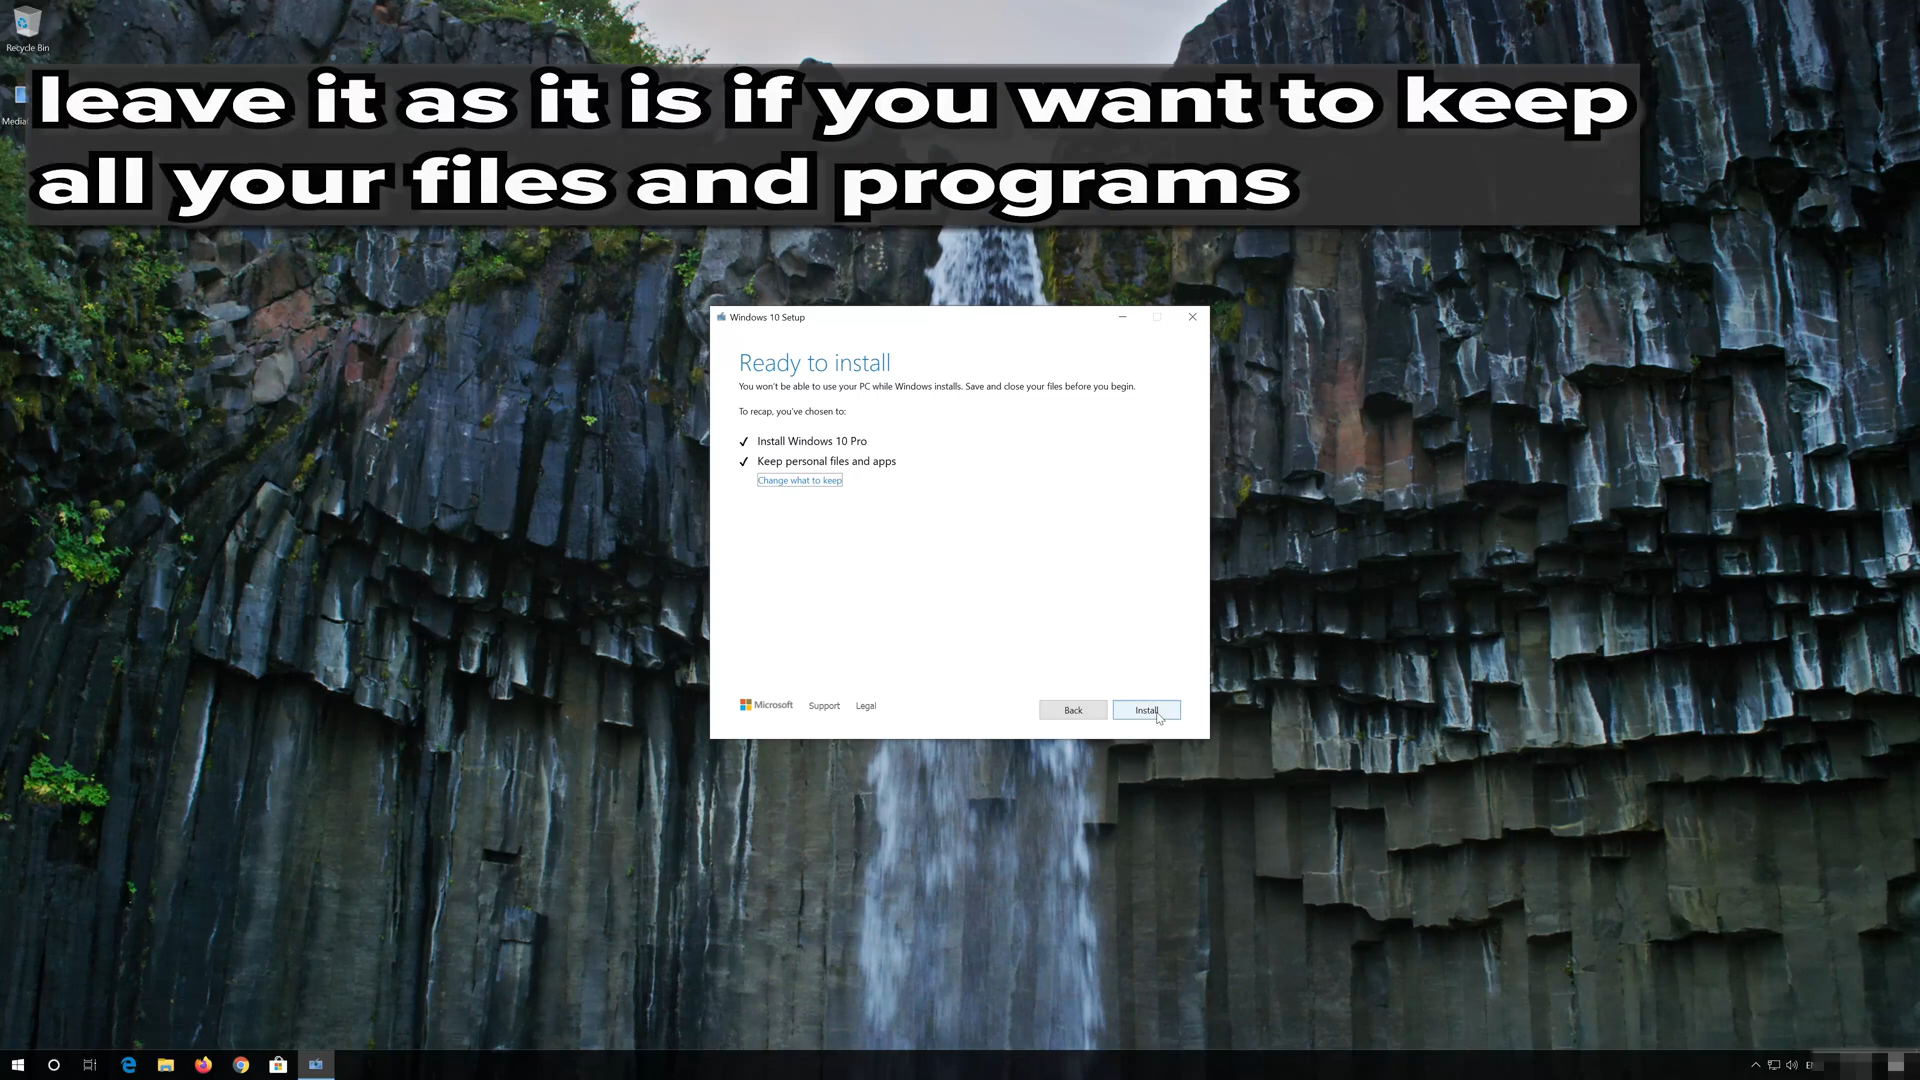 Recycle Bin
leave it as it is if you want to keep
all your files and programs
Media
Windows 10 Setup
Ready to install
You won't be able to use your PC while Windows installs. Save and close your files before you begin.
To recap, you've chosen to:
✓ Install Windows 10 Pro
✓ Keep personal files and apps
Change what to keep
Microsoft Support Legal
Back Install